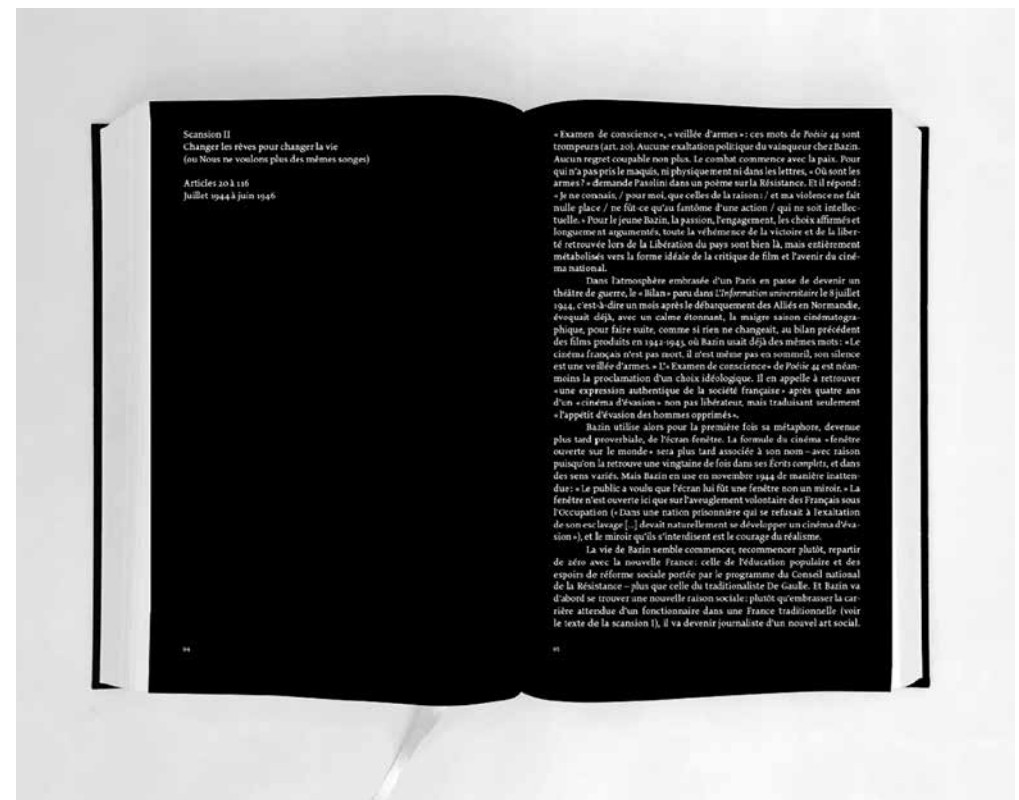 Scansion II
Changer les rêves pour changer la vie
(ou Nous ne voulons plus des mêmes songes)
Articles 20 à 116
Juillet 1944 à juin 1946
94
« Examen de conscience », « veillée d'armes » : ces mots de Poésie 44 sont
trompeurs (art. 20). Aucune exaltation politique du vainqueur chez Bazin.
Aucun regret coupable non plus. Le combat commence avec la paix. Pour
qui n'a pas pris le maquis, ni physiquement ni dans les lettres, « Où sont les
armes ? » demande Pasolini dans un poème sur la Résistance. Et il répond :
« Je ne connais, / pour moi, que celles de la raison : / et ma violence ne fait
nulle place / ne fût-ce qu'au fantôme d'une action / qui ne soit intellec-
tuelle. » Pour le jeune Bazin, la passion, l'engagement, les choix affirmés et
longuement argumentés, toute la véhémence de la victoire et de la liber-
té retrouvée lors de la Libération du pays sont bien là, mais entièrement
métabolisés vers la forme idéale de la critique de film et l'avenir du ciné-
ma national.
Dans l'atmosphère embrasée d'un Paris en passe de devenir un
théâtre de guerre, le « Bilan » paru dans L'Information universitaire le 8 juillet
1944, c'est-à-dire un mois après le débarquement des Alliés en Normandie,
évoquait déjà, avec un calme étonnant, la maigre saison cinématogra-
phique, pour faire suite, comme si rien ne changeait, au bilan précédent
des films produits en 1942-1943, où Bazin usait déjà des mêmes mots : « Le
cinéma français n'est pas mort, il n'est même pas en sommeil, son silence
est une veillée d'armes. » L'« Examen de conscience » de Poésie 44 est néan-
moins la proclamation d'un choix idéologique. Il en appelle à retrouver
« une expression authentique de la société française » après quatre ans
d'un « cinéma d'évasion » non pas libérateur, mais traduisant seulement
« l'appétit d'évasion des hommes opprimés ».
Bazin utilise alors pour la première fois sa métaphore, devenue
plus tard proverbiale, de l'écran-fenêtre. La formule du cinéma « fenêtre
ouverte sur le monde » sera plus tard associée à son nom – avec raison
puisqu'on la retrouve une vingtaine de fois dans ses Écrits complets, et dans
des sens variés. Mais Bazin en use en novembre 1944 de manière inatten-
due : « Le public a voulu que l'écran lui fût une fenêtre non un miroir. » La
fenêtre n'est ouverte ici que sur l'aveuglement volontaire des Français sous
l'Occupation (« Dans une nation prisonnière qui se refusait à l'exaltation
de son esclavage [...] devait naturellement se développer un cinéma d'éva-
sion »), et le miroir qu'ils s'interdisent est le courage du réalisme.
La vie de Bazin semble commencer, recommencer plutôt, repartir
de zéro avec la nouvelle France : celle de l'éducation populaire et des
espoirs de réforme sociale portée par le programme du Conseil national
de la Résistance – plus que celle du traditionaliste De Gaulle. Et Bazin va
d'abord se trouver une nouvelle raison sociale : plutôt qu'embrasser la car-
rière attendue d'un fonctionnaire dans une France traditionnelle (voir
le texte de la scansion I), il va devenir journaliste d'un nouvel art social.
95